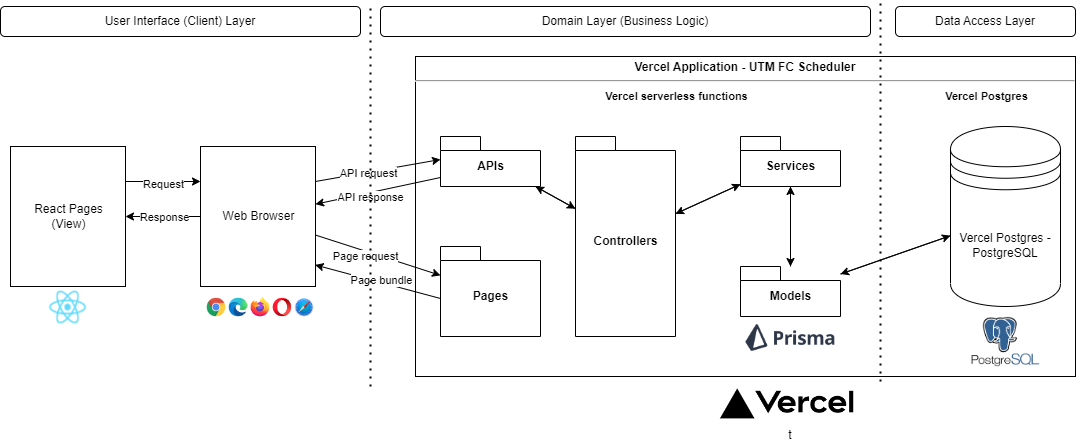 User Interface (Client) Layer
Domain Layer (Business Logic)
Data Access Layer
Vercel Application - UTM FC Scheduler
Vercel serverless functions
Vercel Postgres
React Pages
(View)
Request
Response
Web Browser
API request
API response
Page request
Page bundle
APIs
Pages
Controllers
Services
Models
Prisma
Vercel Postgres -
PostgreSQL
PostgreSQL
Vercel
t